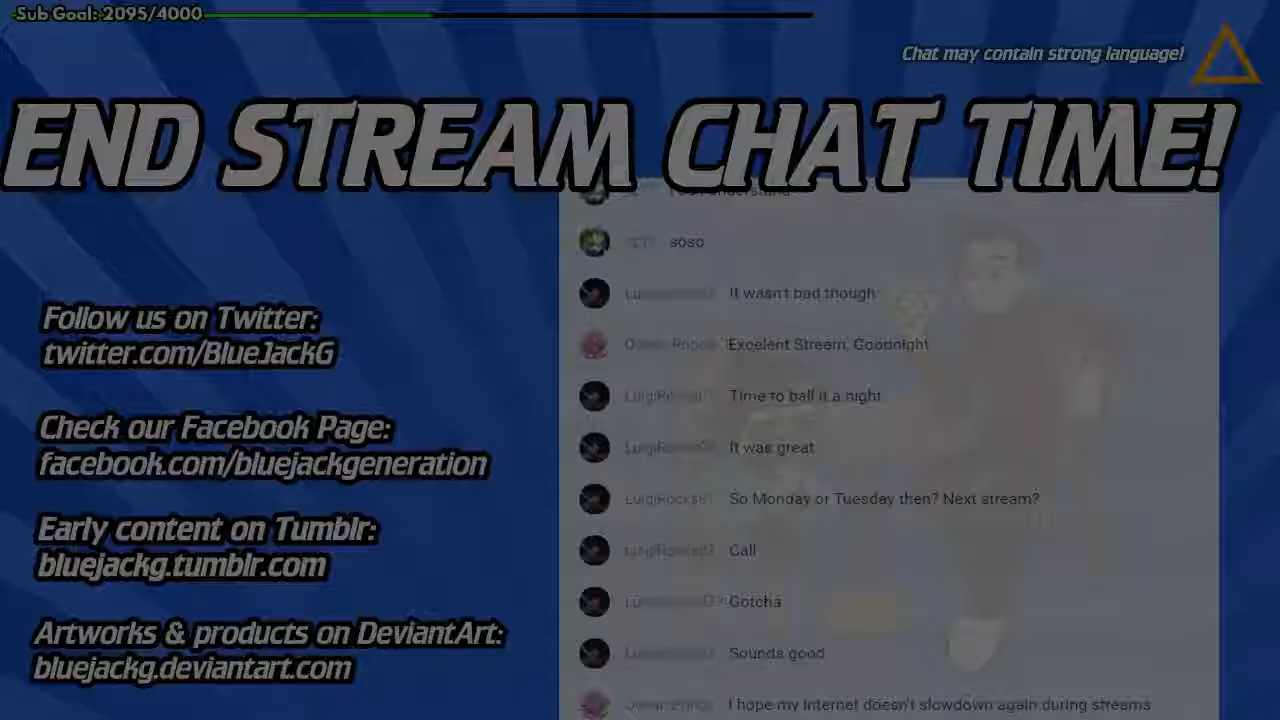 Sub Goal: 2095/4000
Chat may contain strong language!
END STREAM CHAT TIME!
soso
It wasn't bad though
Follow us on Twitter:
twitter.com/BlueJackG
Excelent Stream, Goodnight
Time to ball it a night
Check our Facebook Page:
facebook.com/bluejackgeneration
It was great
LuigiRocks97 So Monday or Tuesday then? Next stream?
Early content on Tumblr:
bluejackg.tumblr.com
Call
Gotcha
Artworks & products on DeviantArt:
bluejackg.deviantart.com
Sounds good
I hope my Internet doesn't slowdown again during streams